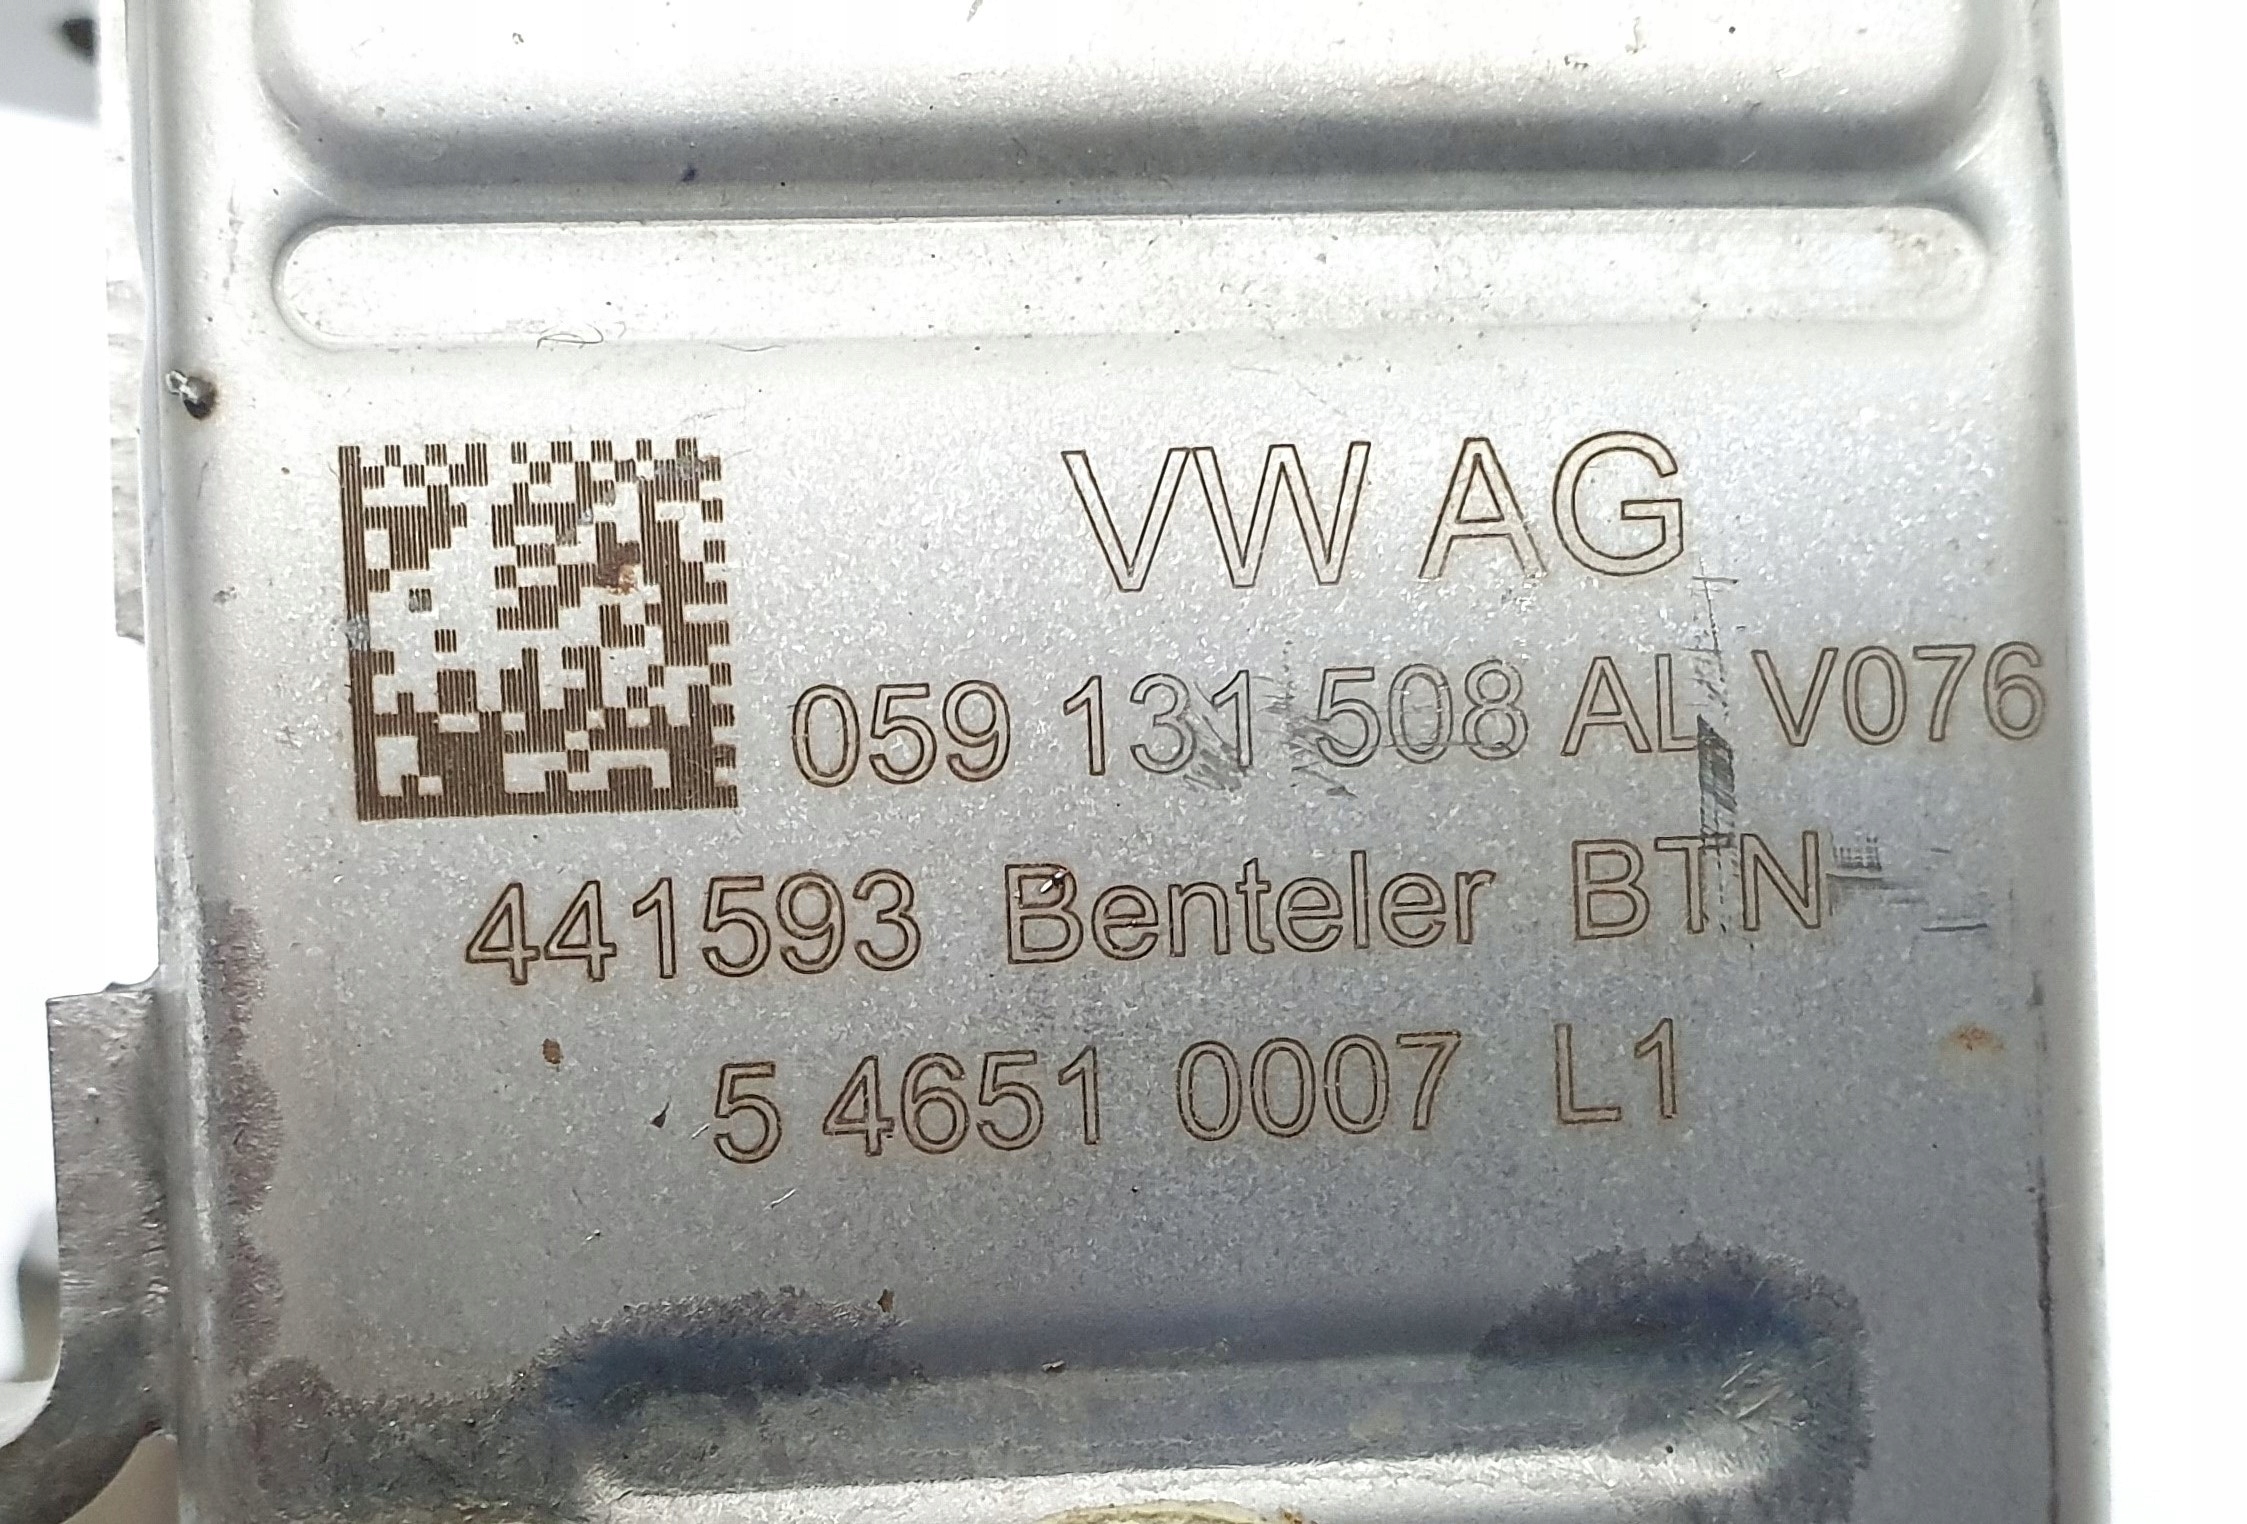 VW AG
059 131 508 AL V076
441593 Benteler BTN
5 4651 0007 L1